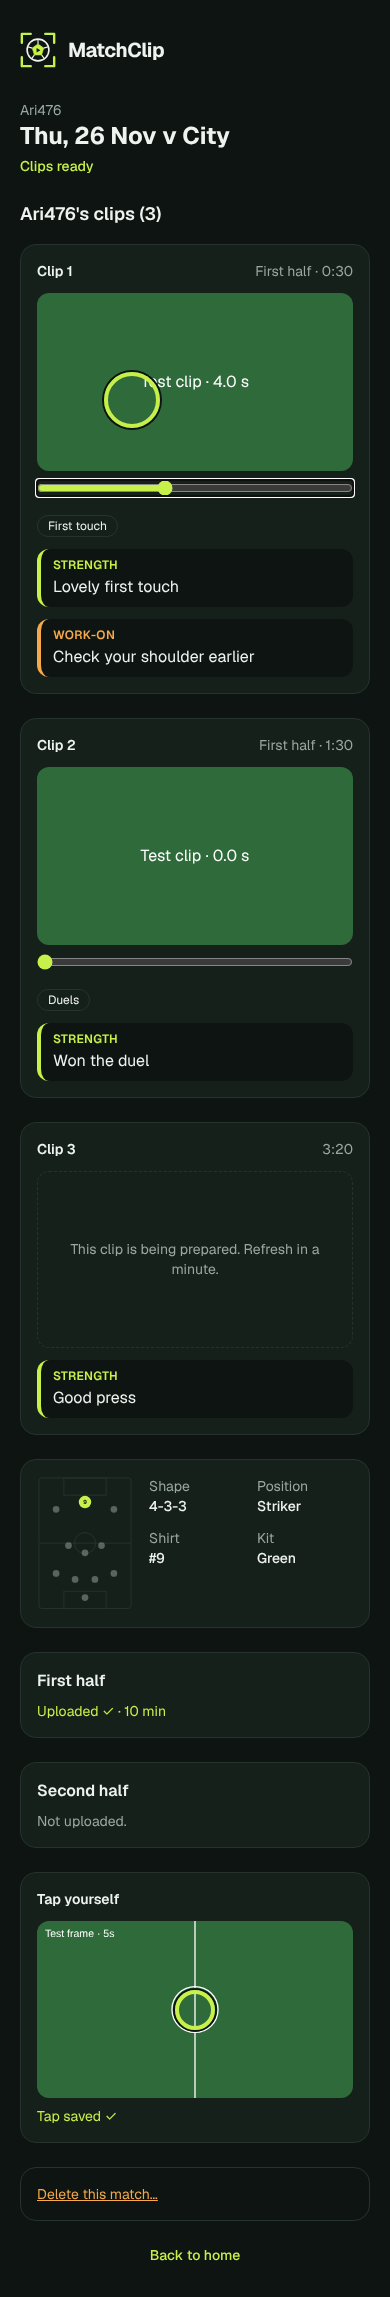 MatchClip
Ari476
Thu, 26 Nov v City
Clips ready
Ari476's clips (3)
Clip 1
First half · 0:30
Test clip · 4.0 s
First touch
STRENGTH
Lovely first touch
WORK-ON
Check your shoulder earlier
Clip 2
First half · 1:30
Test clip · 0.0 s
Duels
STRENGTH
Won the duel
Clip 3
3:20
This clip is being prepared. Refresh in a
minute.
STRENGTH
Good press
Shape
Position
4-3-3
Striker
Shirt
Kit
#9
Green
First half
Uploaded ✓ · 10 min
Second half
Not uploaded.
Tap yourself
Test frame · 5s
Tap saved ✓
Delete this match…
Back to home